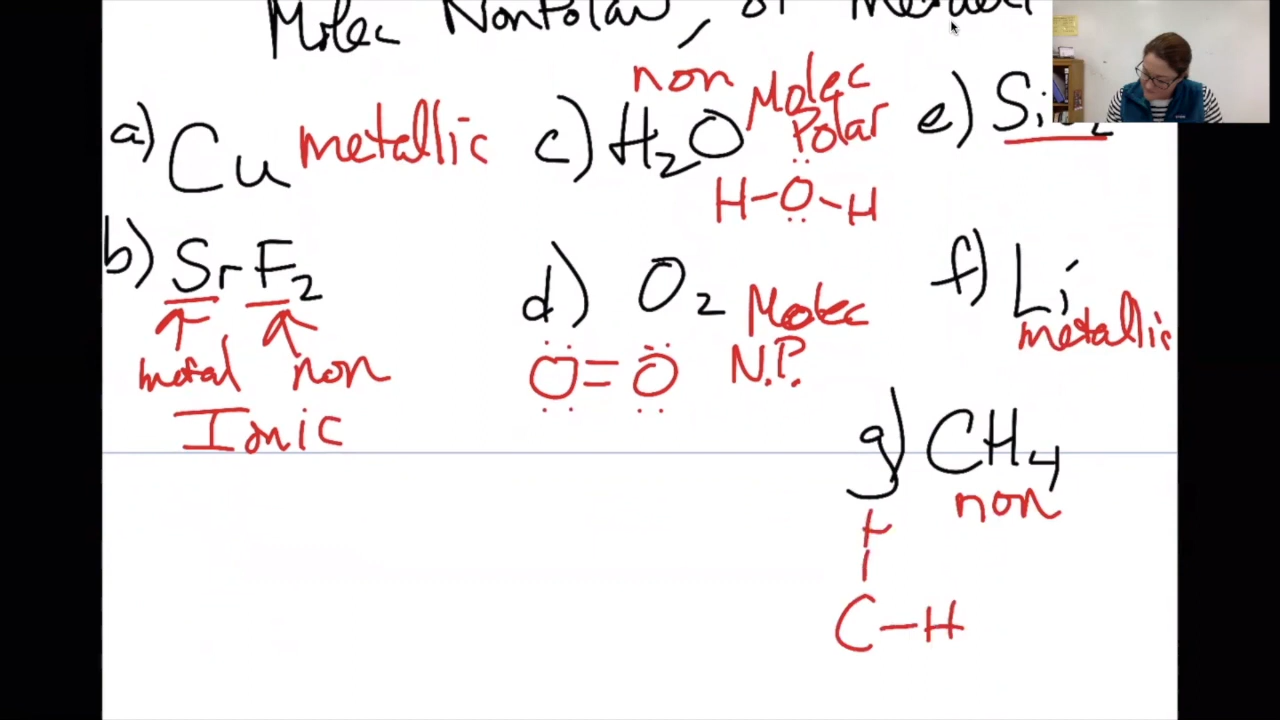 Molec NonPolar, or
non Molec
a) Cu metallic c) H2O Polar e) Si
H-O-H
b) SrF2 d) O2 Molec f) Li
metal non O=O N.P. metallic
Ionic
g) CH4
non
H
C-H